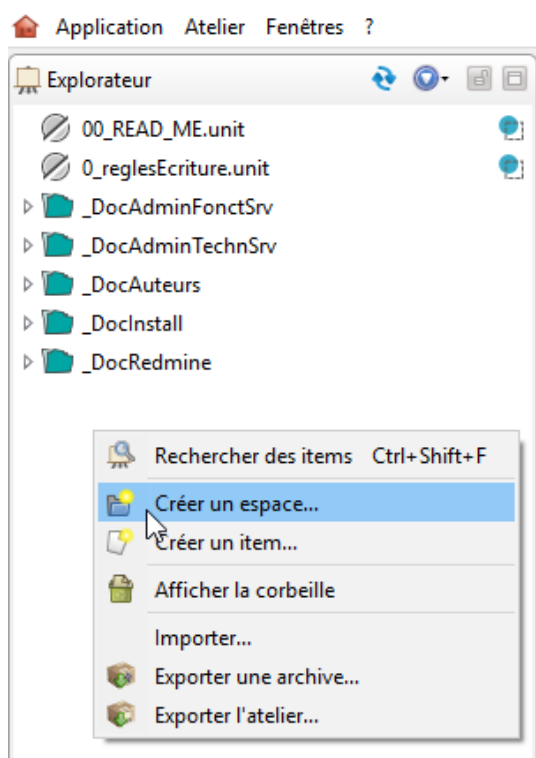 Application Atelier Fenêtres ?
Explorateur
00_READ_ME.unit
0_reglesEcriture.unit
_DocAdminFonctSrv
_DocAdminTechnSrv
_DocAuteurs
_DocInstall
_DocRedmine
Rechercher des items Ctrl+Shift+F
Créer un espace...
Créer un item...
Afficher la corbeille
Importer...
Exporter une archive...
Exporter l'atelier...